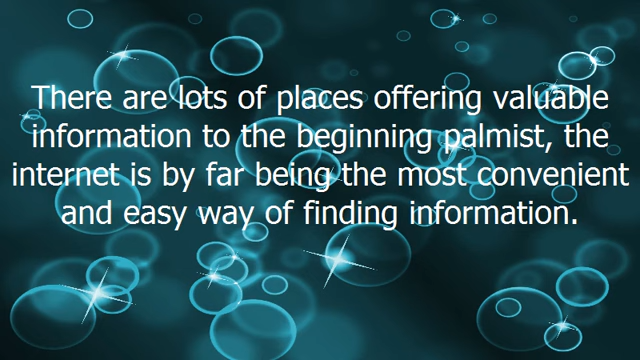 There are lots of places offering valuable
information to the beginning palmist, the
internet is by far being the most convenient
and easy way of finding information.